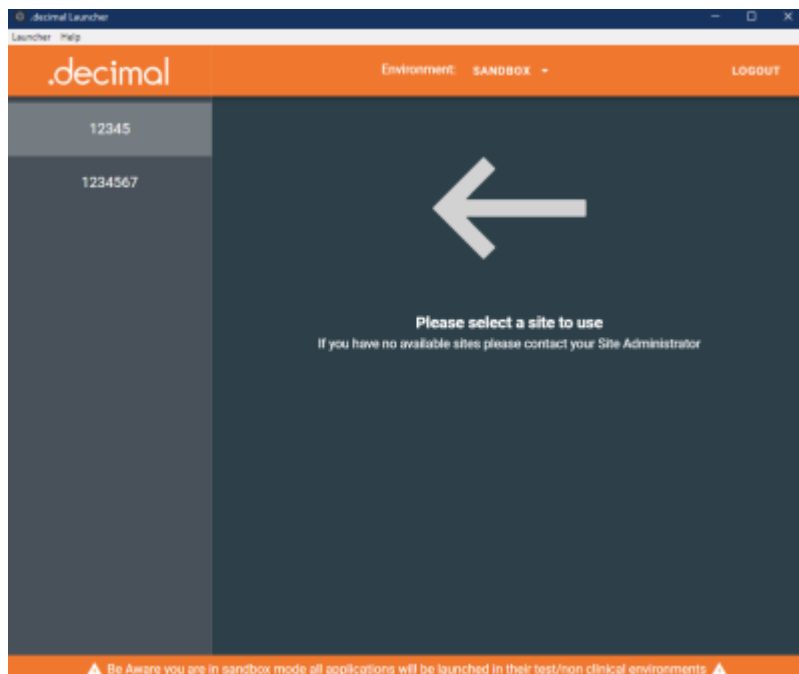 .decimal Launcher
Launcher Help
.decimal Environment: SANDBOX LOGOUT
12345
1234567
Please select a site to use
If you have no available sites please contact your Site Administrator
Be Aware you are in sandbox mode all applications will be launched in their test/non clinical environments